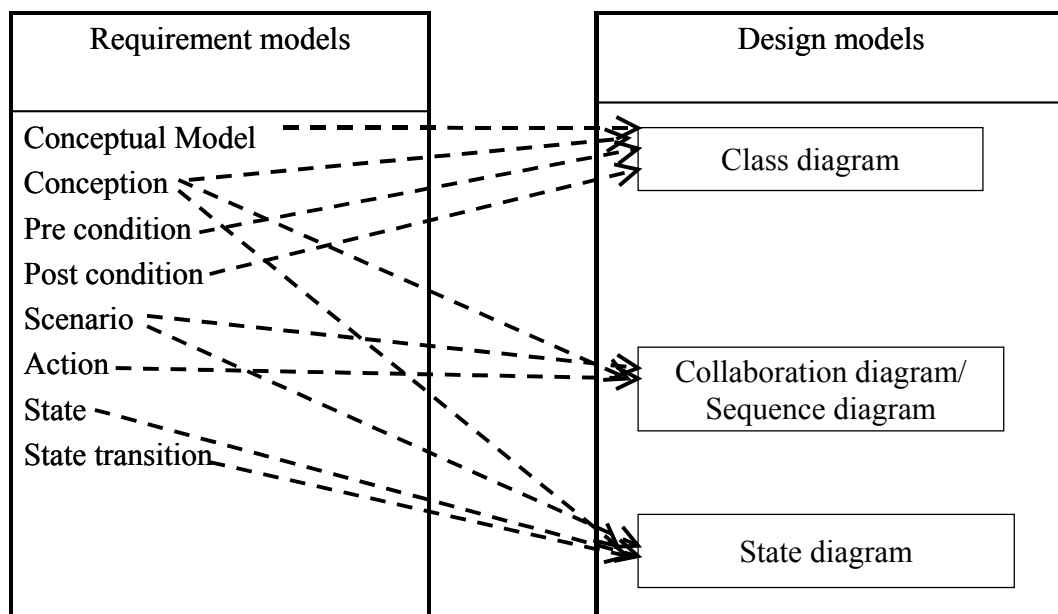 Requirement models
Conceptual Model
Conception
Pre condition
Post condition
Scenario
Action
State
State transition
Design models
Class diagram
Collaboration diagram/
Sequence diagram
State diagram